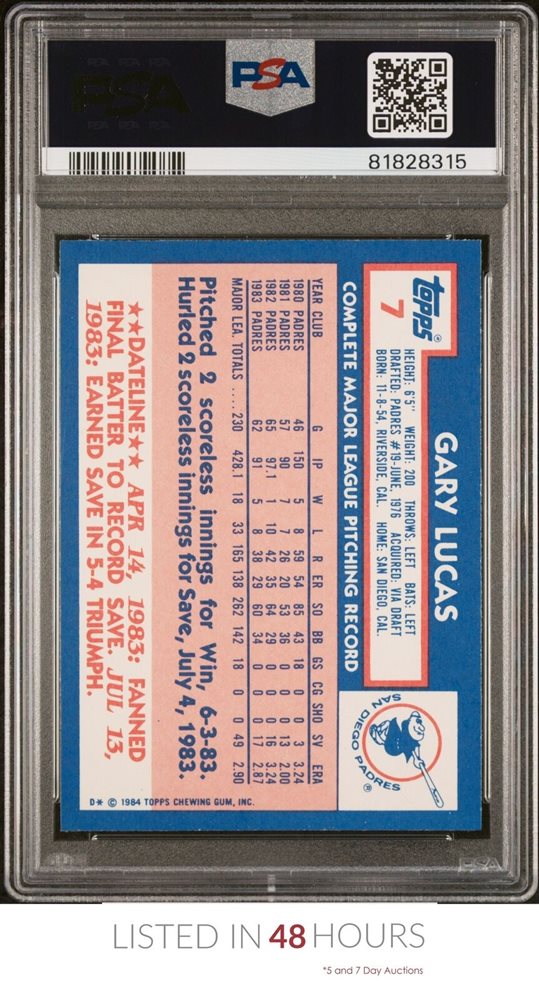 PSA
PSA
81828315
topps®
7
GARY LUCAS
HEIGHT: 6'5" WEIGHT: 200 THROWS: LEFT BATS: LEFT
DRAFTED: PADRES #19-JUNE 1976 ACQUIRED: VIA DRAFT
BORN: 11-8-54, RIVERSIDE, CAL. HOME: SAN DIEGO, CAL.
SAN DIEGO PADRES ®
COMPLETE MAJOR LEAGUE PITCHING RECORD
YEAR CLUB G IP W L R ER SO BB GS CG SHO SV ERA
1980 PADRES 46 150 5 8 59 54 85 43 18 0 0 3 3.24
1981 PADRES 57 90 7 7 26 20 53 36 0 0 0 13 2.00
1982 PADRES 65 97.1 1 10 42 35 64 29 0 0 0 16 3.24
1983 PADRES 62 91 5 8 38 29 60 34 0 0 0 17 2.87
MAJOR LEA. TOTALS .... 230 428.1 18 33 165 138 262 142 18 0 0 49 2.90
Pitched 2 scoreless innings for Win, 6-3-83.
Hurled 2 scoreless innings for Save, July 4, 1983.
★★DATELINE★★ APR 14, 1983: FANNED
FINAL BATTER TO RECORD SAVE. JUL 13,
1983: EARNED SAVE IN 5-4 TRIUMPH.
D* © 1984 TOPPS CHEWING GUM, INC.
PSA
LISTED IN 48 HOURS
*5 and 7 Day Auctions